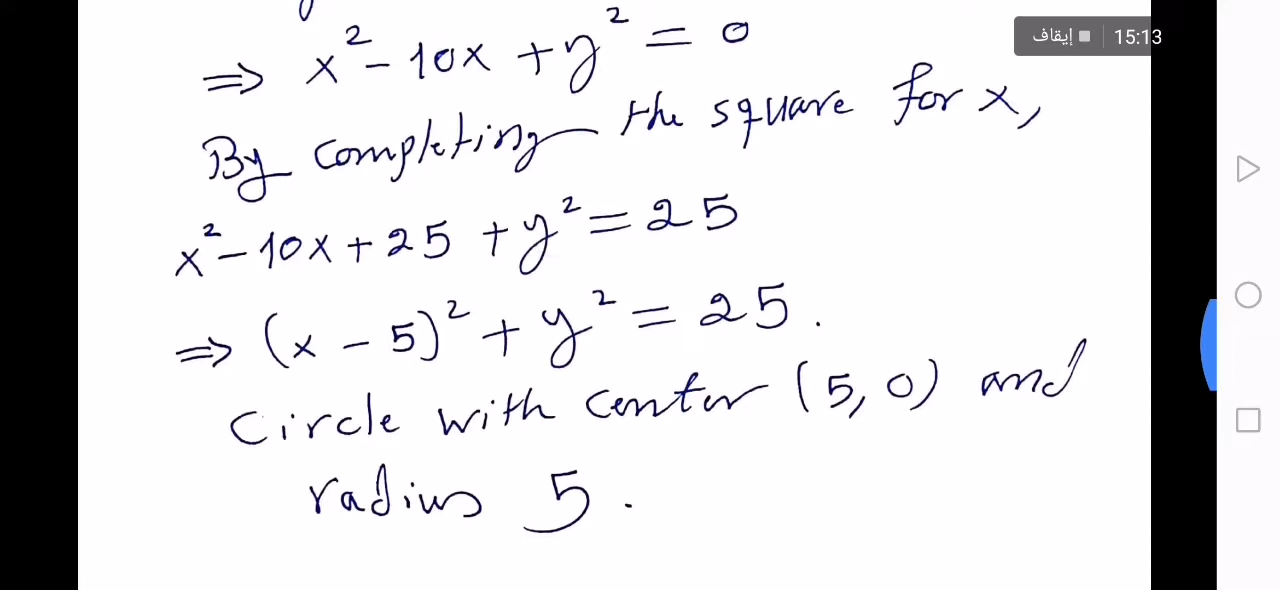 ⇒ x² - 10x + y² = 0
إيقاف 15:13
By completing the square for x,
x² - 10x + 25 + y² = 25
⇒ (x - 5)² + y² = 25.
Circle with center (5, 0) and
radius 5.